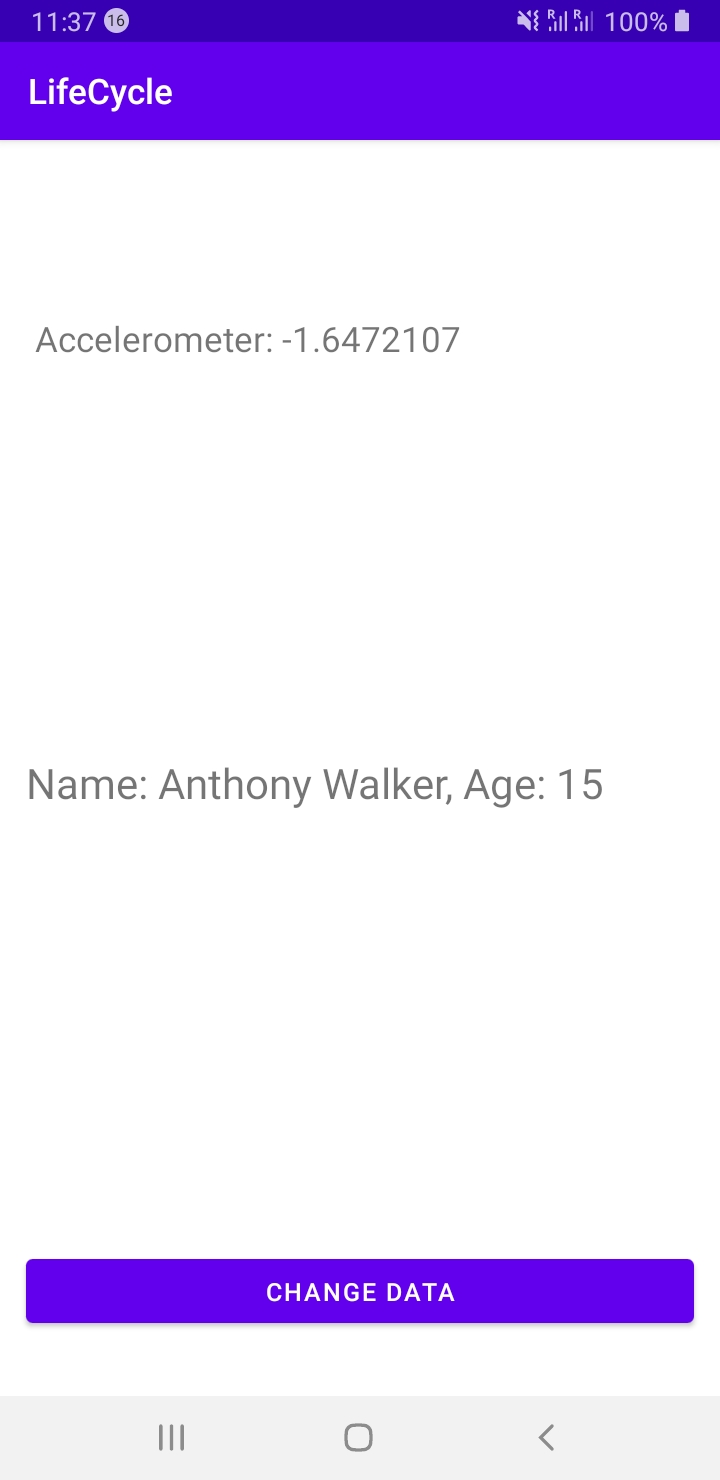 11:37 16 R R 100%
LifeCycle
Accelerometer: -1.6472107
Name: Anthony Walker, Age: 15
CHANGE DATA